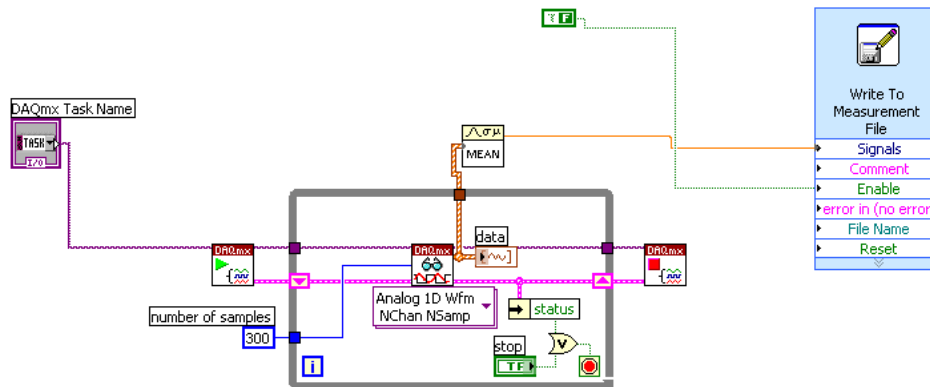 DAQmx Task Name
TASK
I/O
F
Write To
Measurement
File
Signals
Comment
Enable
error in (no error
File Name
Reset
σμ
MEAN
DAQmx
DAQmx
data
DAQmx
Analog 1D Wfm
NChan NSamp
number of samples
300
status
V
stop
TF
i